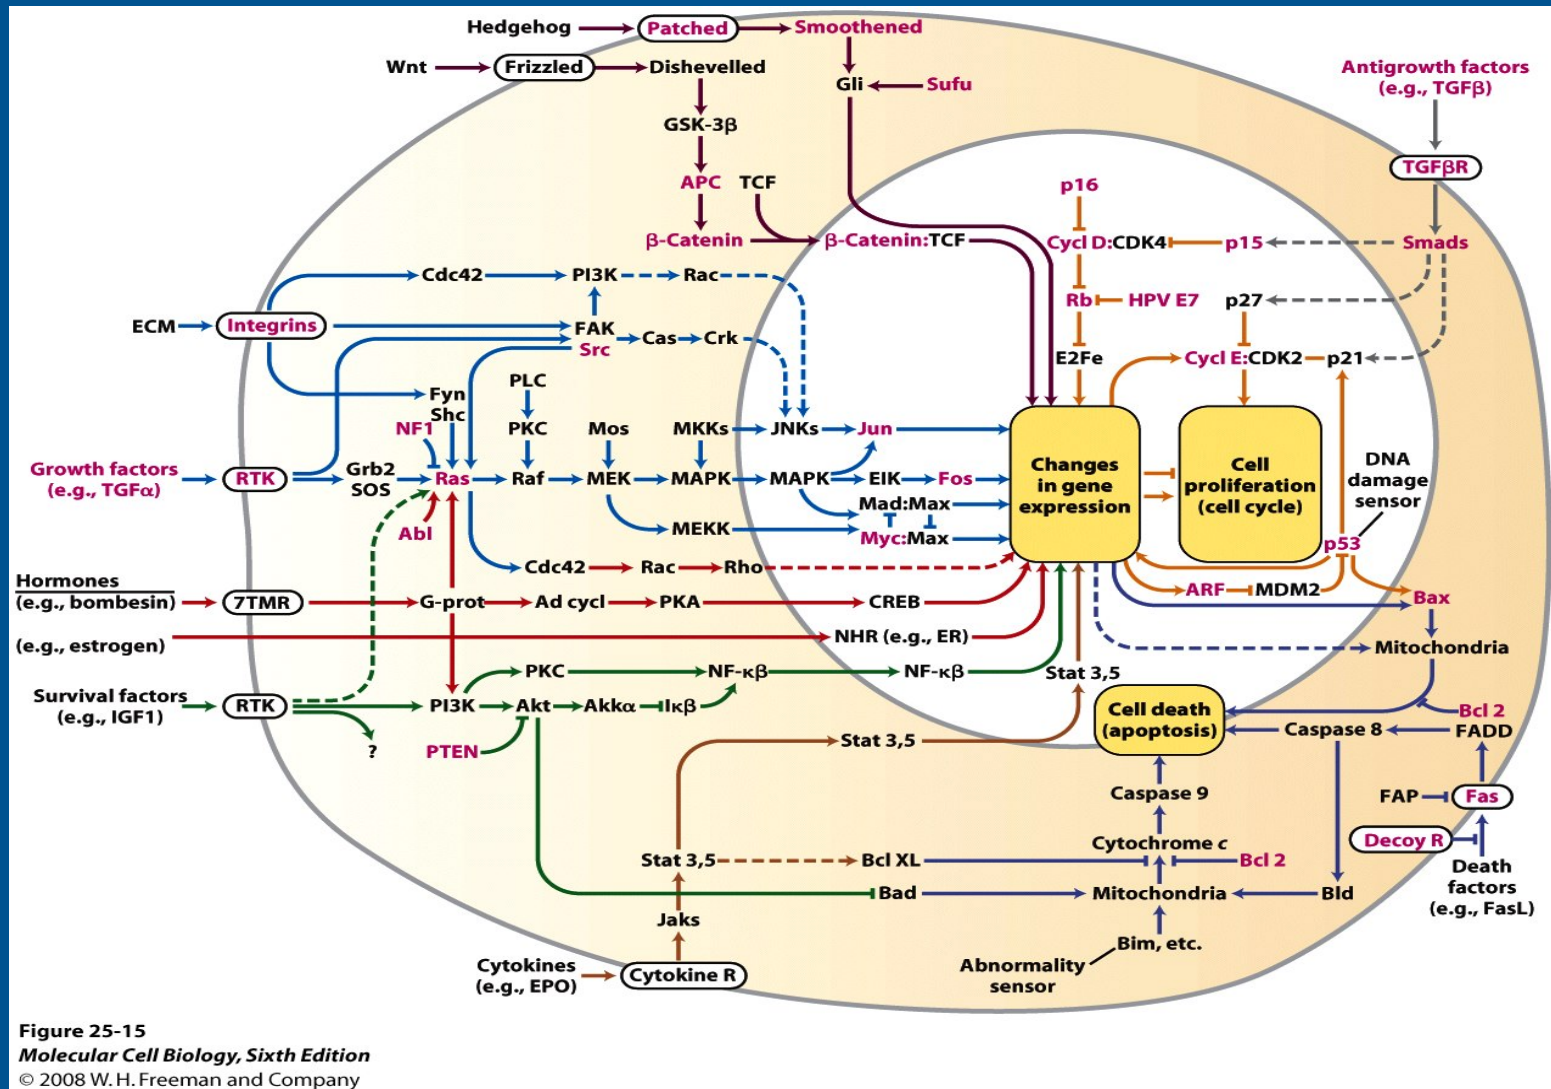 Hedgehog Patched Smoothened
Wnt Frizzled Dishevelled
Gli Sufu
Antigrowth factors
(e.g., TGFβ)
GSK-3β
TGFβR
APC TCF
p16
β-Catenin β-Catenin:TCF
Cycl D:CDK4 p15 Smads
Cdc42 PI3K Rac
Rb HPV E7 p27
ECM Integrins
FAK
Src
Cas Crk
E2Fe Cycl E:CDK2 p21
PLC
Fyn
Shc
NF1 PKC Mos MKKs JNKs Jun
Growth factors
(e.g., TGFα)
RTK
Grb2
SOS
Ras Raf MEK MAPK MAPK EIK Fos
Changes
in gene
expression
Cell
proliferation
(cell cycle)
DNA
damage
sensor
Mad:Max
Abl MEKK Myc:Max
p53
Cdc42 Rac Rho
Hormones
(e.g., bombesin) 7TMR G-prot Ad cycl PKA CREB
ARF MDM2 Bax
(e.g., estrogen) NHR (e.g., ER)
Mitochondria
PKC NF-κβ NF-κβ Stat 3,5
Survival factors
(e.g., IGF1)
RTK PI3K Akt Akkα Iκβ
Cell death
(apoptosis)
Bcl 2
? PTEN Stat 3,5
Caspase 8 FADD
Caspase 9 FAP Fas
Cytochrome c Decoy R
Stat 3,5 Bcl XL Bcl 2
Death
factors
(e.g., FasL)
Bad Mitochondria Bld
Jaks
Bim, etc.
Abnormality
sensor
Cytokines
(e.g., EPO)
Cytokine R
Figure 25-15
Molecular Cell Biology, Sixth Edition
© 2008 W. H. Freeman and Company